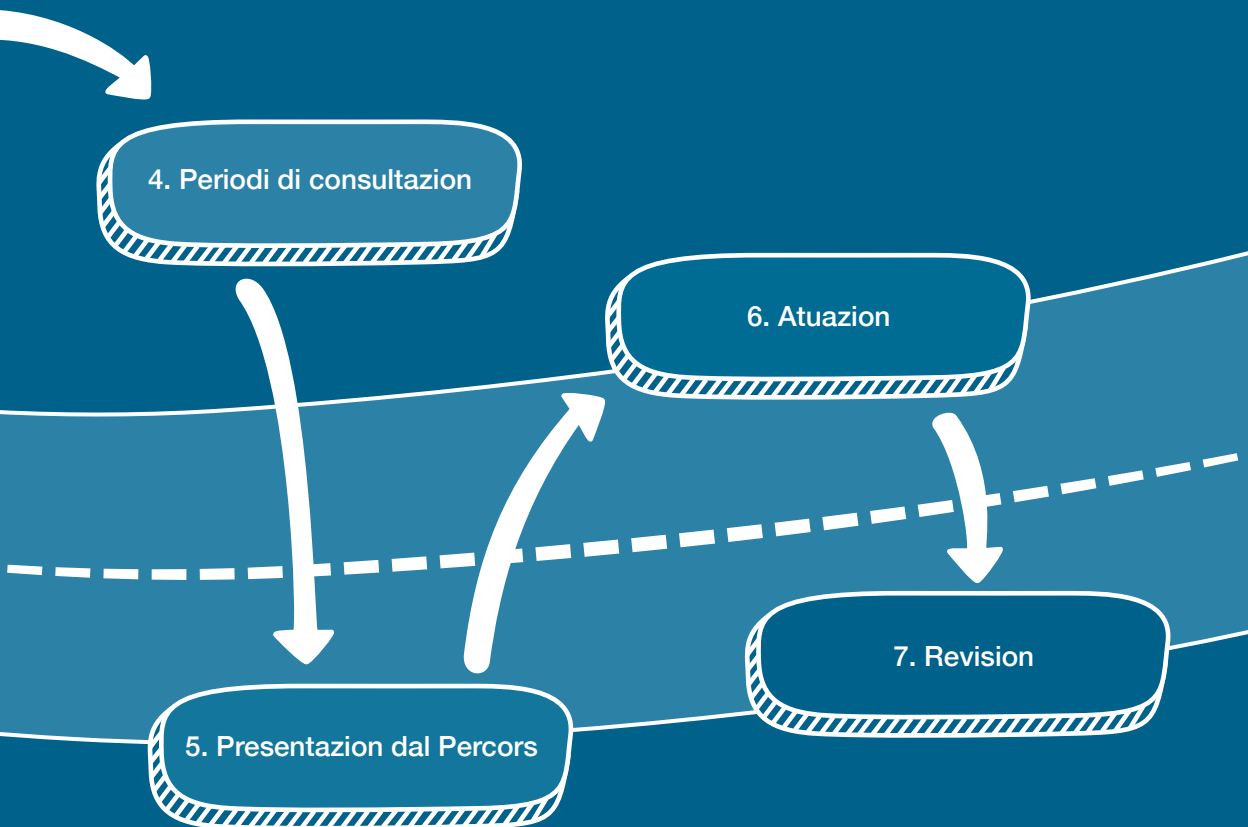 4. Periodi di consultazion
5. Presentazion dal Percors
6. Atuazion
7. Revision